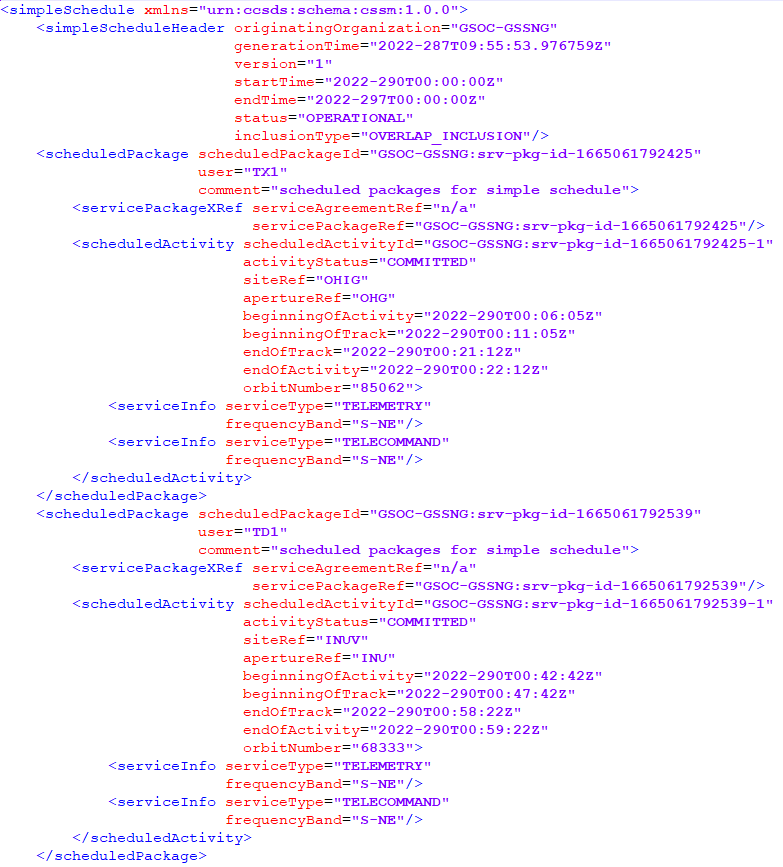 <simpleSchedule xmlns="urn:ccsds:schema:cssm:1.0.0">
    <simpleScheduleHeader originatingOrganization="GSOC-GSSNG"
                          generationTime="2022-287T09:55:53.976759Z"
                          version="1"
                          startTime="2022-290T00:00:00Z"
                          endTime="2022-297T00:00:00Z"
                          status="OPERATIONAL"
                          inclusionType="OVERLAP_INCLUSION"/>
    <scheduledPackage scheduledPackageId="GSOC-GSSNG:srv-pkg-id-1665061792425"
                      user="TX1"
                      comment="scheduled packages for simple schedule">
        <servicePackageXRef serviceAgreementRef="n/a"
                            servicePackageRef="GSOC-GSSNG:srv-pkg-id-1665061792425"/>
        <scheduledActivity scheduledActivityId="GSOC-GSSNG:srv-pkg-id-1665061792425-1"
                           activityStatus="COMMITTED"
                           siteRef="OHIG"
                           apertureRef="OHG"
                           beginningOfActivity="2022-290T00:06:05Z"
                           beginningOfTrack="2022-290T00:11:05Z"
                           endOfTrack="2022-290T00:21:12Z"
                           endOfActivity="2022-290T00:22:12Z"
                           orbitNumber="85062">
            <serviceInfo serviceType="TELEMETRY"
                         frequencyBand="S-NE"/>
            <serviceInfo serviceType="TELECOMMAND"
                         frequencyBand="S-NE"/>
        </scheduledActivity>
    </scheduledPackage>
    <scheduledPackage scheduledPackageId="GSOC-GSSNG:srv-pkg-id-1665061792539"
                      user="TD1"
                      comment="scheduled packages for simple schedule">
        <servicePackageXRef serviceAgreementRef="n/a"
                            servicePackageRef="GSOC-GSSNG:srv-pkg-id-1665061792539"/>
        <scheduledActivity scheduledActivityId="GSOC-GSSNG:srv-pkg-id-1665061792539-1"
                           activityStatus="COMMITTED"
                           siteRef="INUV"
                           apertureRef="INU"
                           beginningOfActivity="2022-290T00:42:42Z"
                           beginningOfTrack="2022-290T00:47:42Z"
                           endOfTrack="2022-290T00:58:22Z"
                           endOfActivity="2022-290T00:59:22Z"
                           orbitNumber="68333">
            <serviceInfo serviceType="TELEMETRY"
                         frequencyBand="S-NE"/>
            <serviceInfo serviceType="TELECOMMAND"
                         frequencyBand="S-NE"/>
        </scheduledActivity>
    </scheduledPackage>